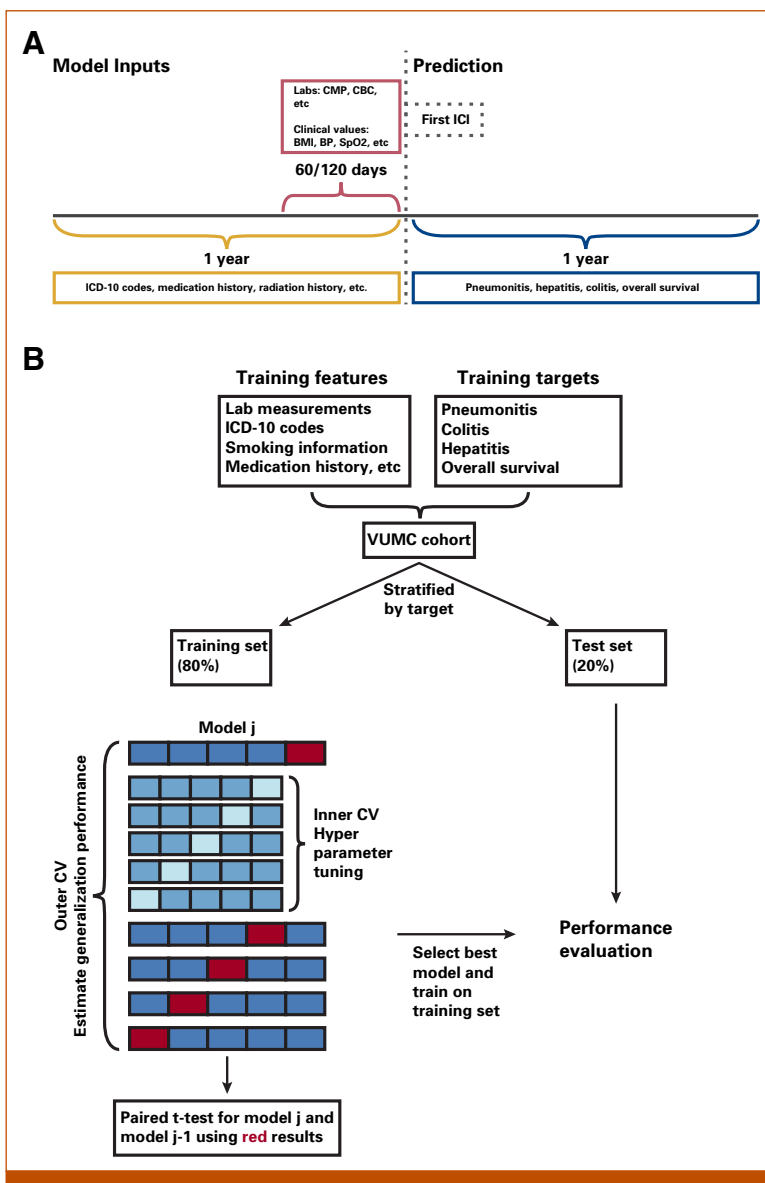 A
Model Inputs
Prediction
Labs: CMP, CBC,
etc
Clinical values:
BMI, BP, SpO2, etc
First ICI
60/120 days
1 year
1 year
ICD-10 codes, medication history, radiation history, etc.
Pneumonitis, hepatitis, colitis, overall survival
B
Training features
Training targets
Lab measurements
ICD-10 codes
Smoking information
Medication history, etc
Pneumonitis
Colitis
Hepatitis
Overall survival
VUMC cohort
Stratified
by target
Training set
(80%)
Test set
(20%)
Model j
Outer CV
Estimate generalization performance
Inner CV
Hyper
parameter
tuning
Select best
model and
train on
training set
Performance
evaluation
Paired t-test for model j and
model j-1 using red results